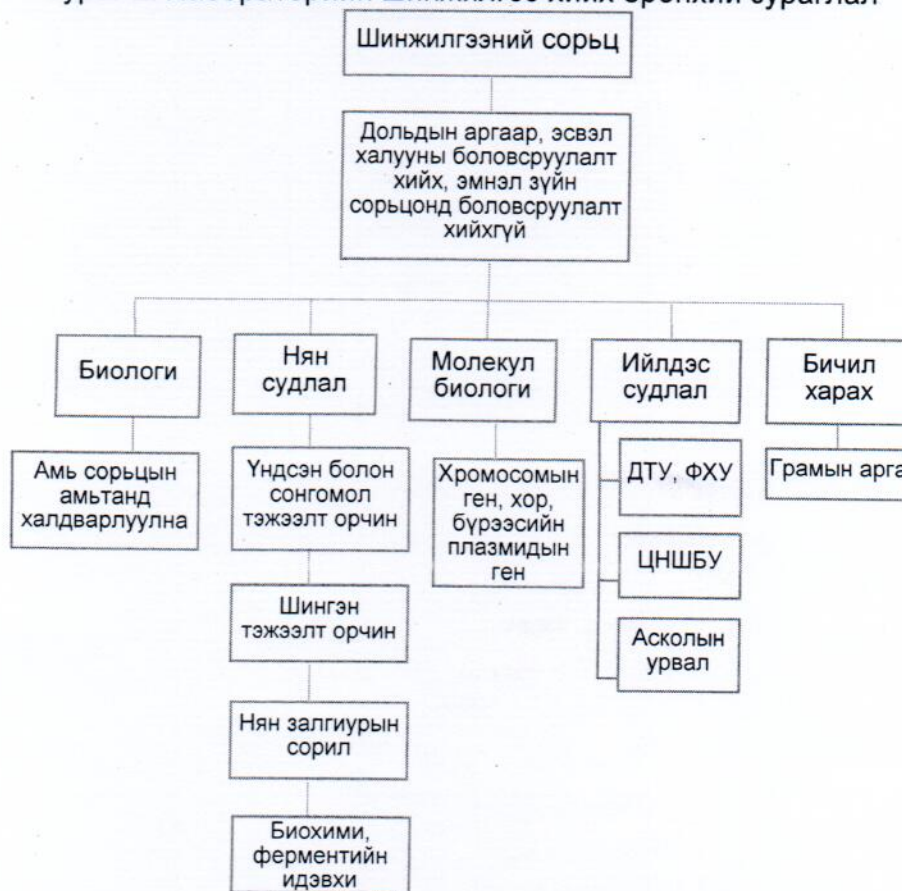 Шинжилгээний сорьц
Дольдын аргаар, эсвэл
халууны боловсруулалт
хийх, эмнэл зүйн
сорьцонд боловсруулалт
хийхгүй
Биологи
Нян
судлал
Молекул
биологи
Ийлдэс
судлал
Бичил
харах
Амь сорьцын
амьтанд
халдварлуулна
Үндсэн болон
сонгомол
тэжээлт орчин
Хромосомын
ген, хор,
бүрээсийн
плазмидын
ген
ДТУ, ФХУ
Грамын арга
ЦНШБУ
Шингэн
тэжээлт орчин
Асколын
урвал
Нян залгиурын
сорил
Биохими,
ферментийн
идэвхи